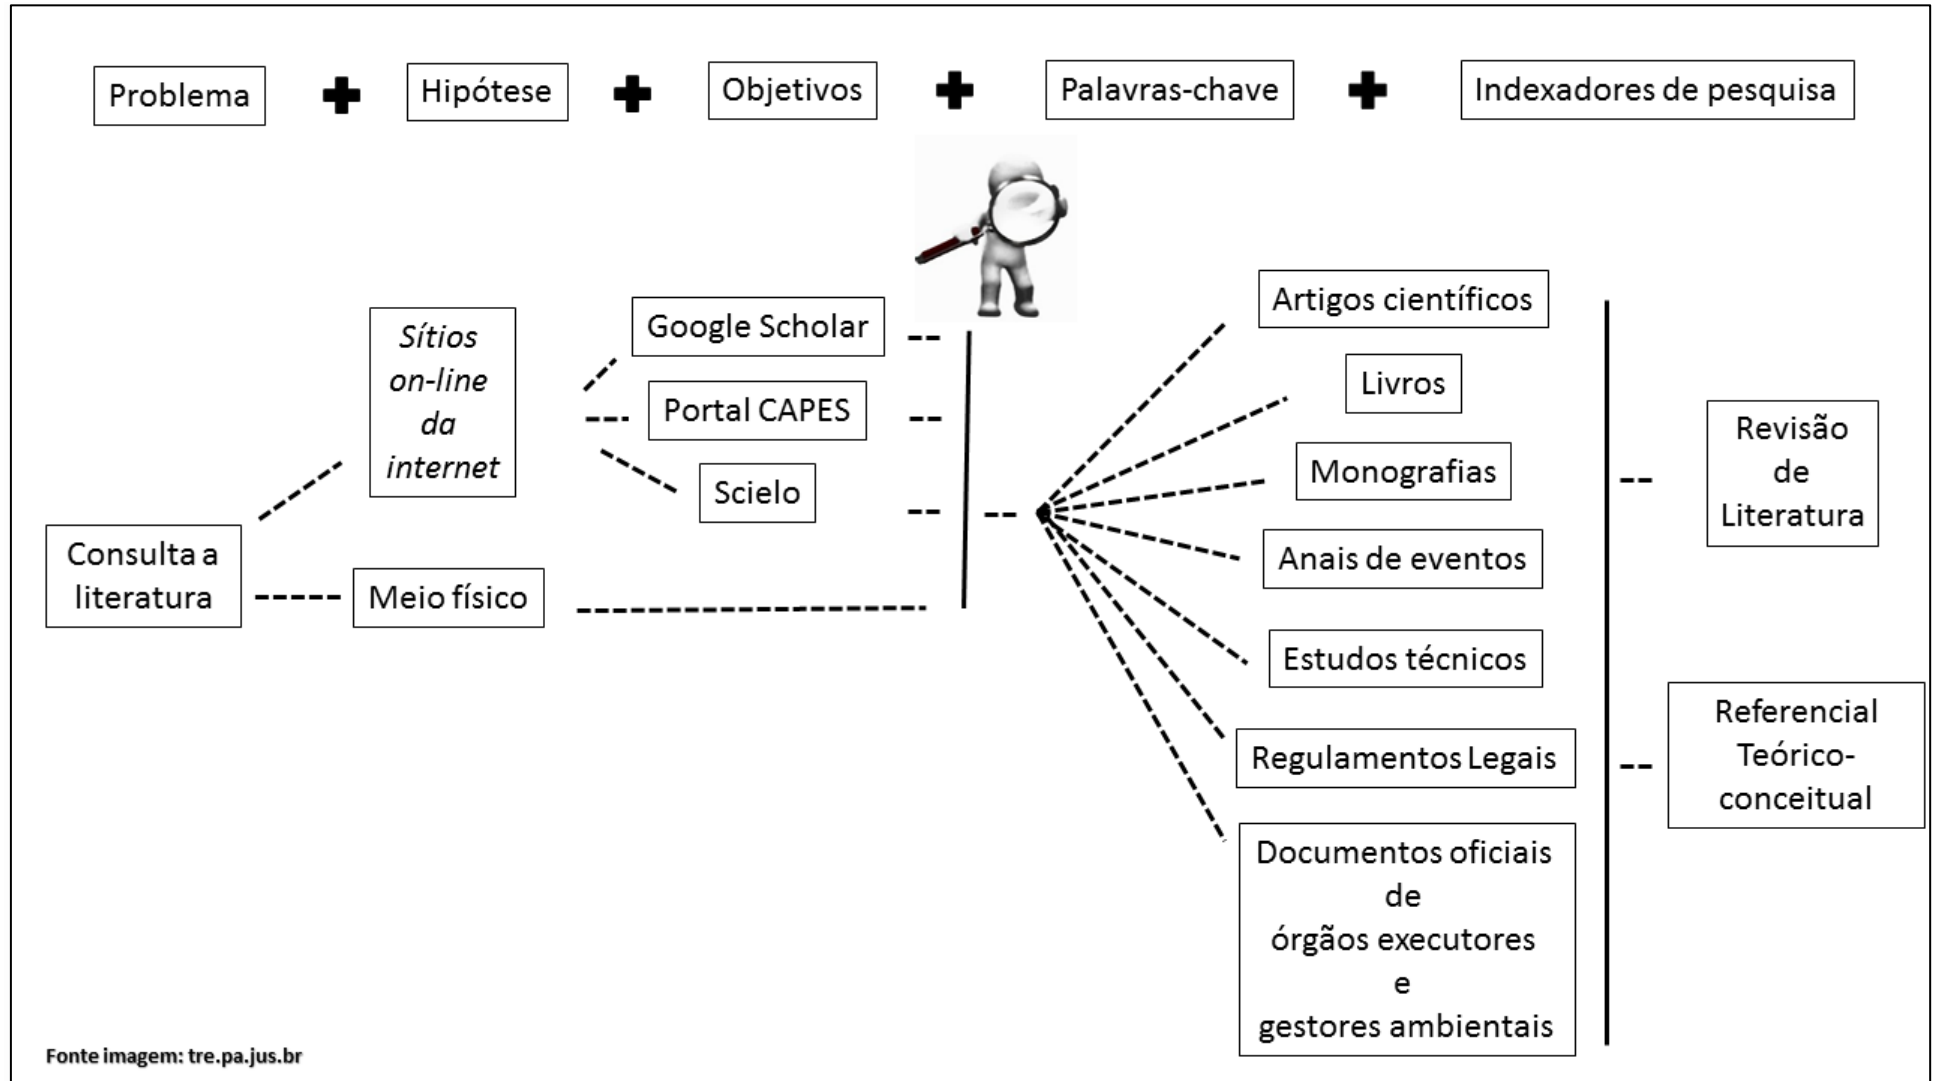 Problema
Hipótese
Objetivos
Palavras-chave
Indexadores de pesquisa
Consulta a
literatura
Sítios
on-line
da
internet
Meio físico
Google Scholar
Portal CAPES
Scielo
Artigos científicos
Livros
Monografias
Anais de eventos
Estudos técnicos
Regulamentos Legais
Documentos oficiais
de
órgãos executores
e
gestores ambientais
Revisão
de
Literatura
Referencial
Teórico-
conceitual
Fonte imagem: tre.pa.jus.br